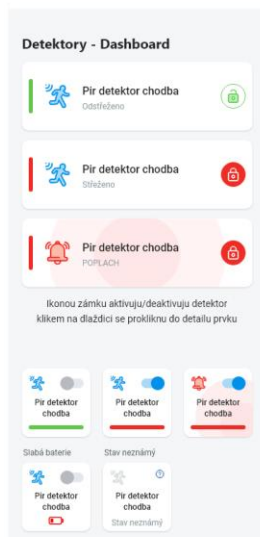 Detektory - Dashboard
Pir detektor chodba
Odstřeženo
Pir detektor chodba
Střeženo
Pir detektor chodba
POPLACH
Ikonou zámku aktivuju/deaktivuju detektor
klikem na dlaždici se prokliknu do detailu prvku
Pir detektor
chodba
Pir detektor
chodba
Pir detektor
chodba
Slabá baterie
Stav neznámý
Pir detektor
chodba
Pir detektor
chodba
Stav neznámý